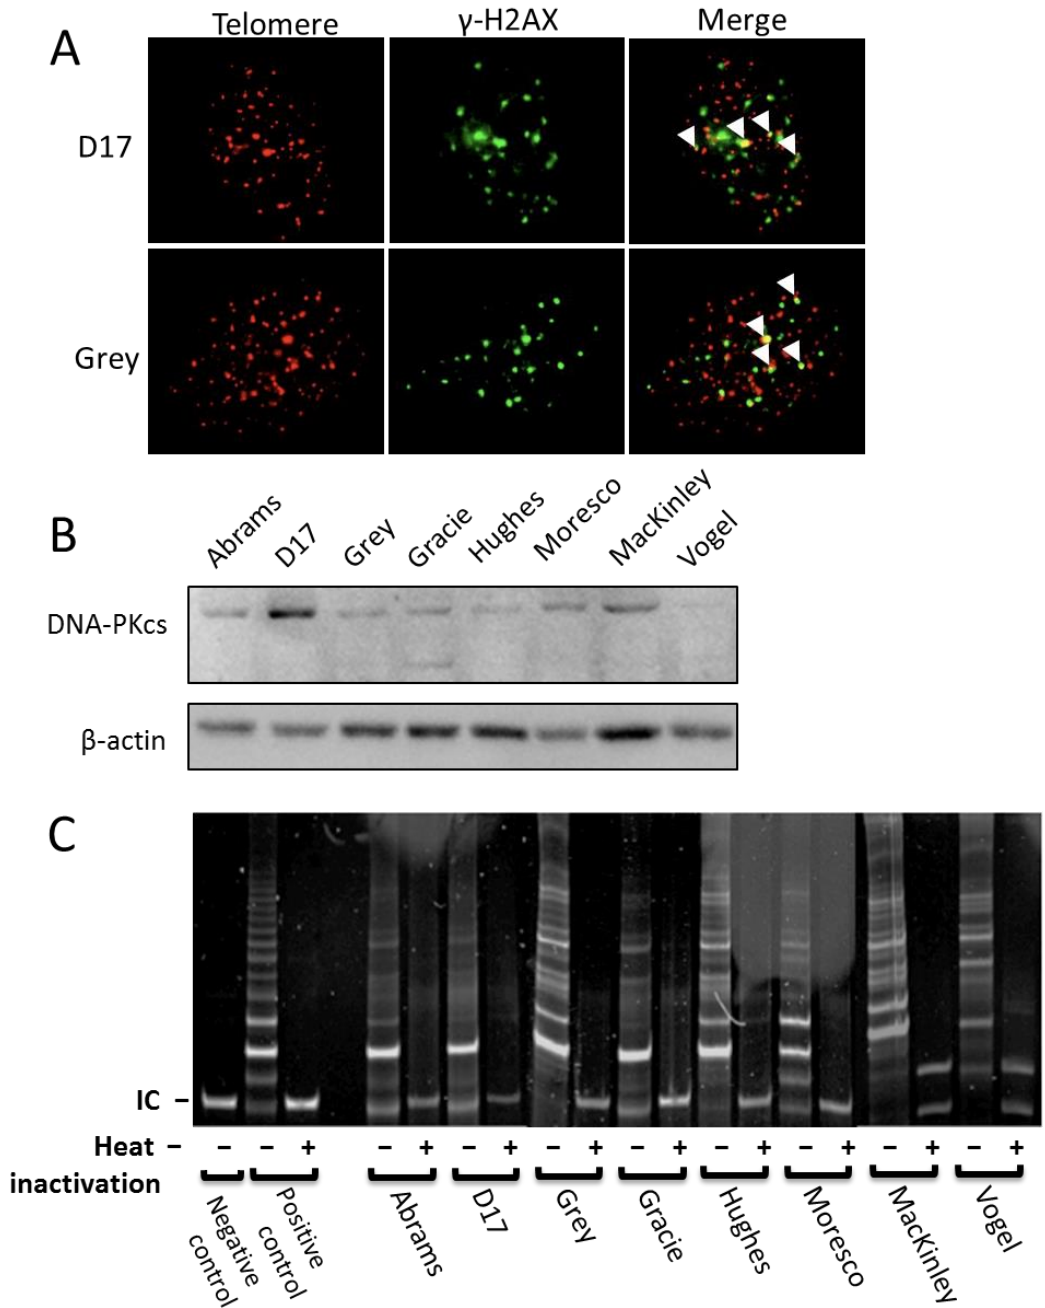 A
Telomere γ-H2AX Merge
D17
Grey
B
Abrams D17 Grey Gracie Hughes Moresco MacKinley Vogel
DNA-PKcs
β-actin
C
IC –
Heat – – – + – + – + – + – + – + – + – + – +
inactivation
Negative control Positive control Abrams D17 Grey Gracie Hughes Moresco MacKinley Vogel